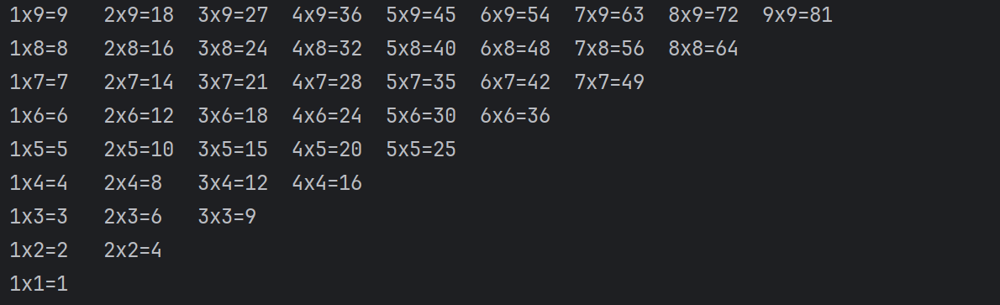 1x9=9 2x9=18 3x9=27 4x9=36 5x9=45 6x9=54 7x9=63 8x9=72 9x9=81
1x8=8 2x8=16 3x8=24 4x8=32 5x8=40 6x8=48 7x8=56 8x8=64
1x7=7 2x7=14 3x7=21 4x7=28 5x7=35 6x7=42 7x7=49
1x6=6 2x6=12 3x6=18 4x6=24 5x6=30 6x6=36
1x5=5 2x5=10 3x5=15 4x5=20 5x5=25
1x4=4 2x4=8 3x4=12 4x4=16
1x3=3 2x3=6 3x3=9
1x2=2 2x2=4
1x1=1